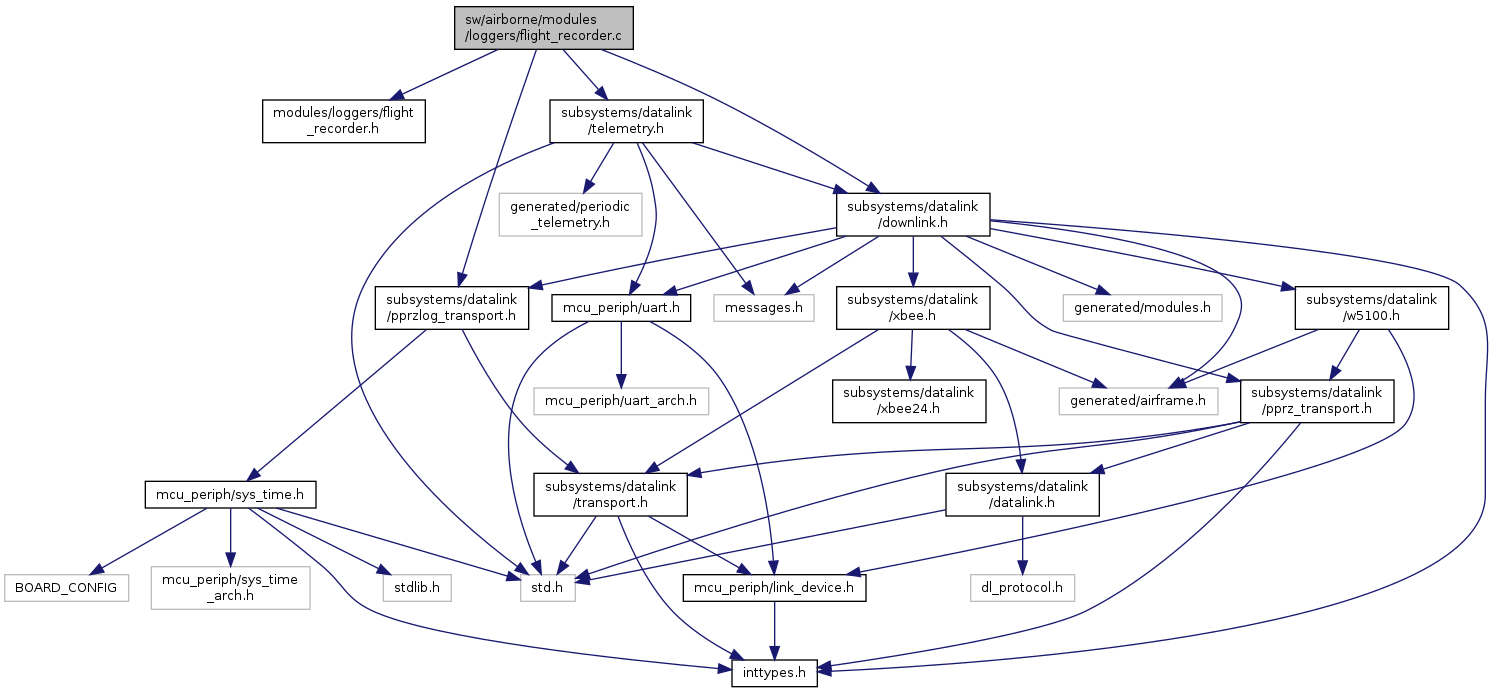 sw/airborne/modules
/loggers/flight_recorder.c
modules/loggers/flight
_recorder.h
subsystems/datalink
/telemetry.h
generated/periodic
_telemetry.h
subsystems/datalink
/downlink.h
subsystems/datalink
/pprzlog_transport.h
mcu_periph/uart.h
messages.h
subsystems/datalink
/xbee.h
generated/modules.h
subsystems/datalink
/w5100.h
mcu_periph/uart_arch.h
subsystems/datalink
/xbee24.h
generated/airframe.h
subsystems/datalink
/pprz_transport.h
mcu_periph/sys_time.h
subsystems/datalink
/transport.h
subsystems/datalink
/datalink.h
BOARD_CONFIG
mcu_periph/sys_time
_arch.h
stdlib.h
std.h
mcu_periph/link_device.h
dl_protocol.h
inttypes.h